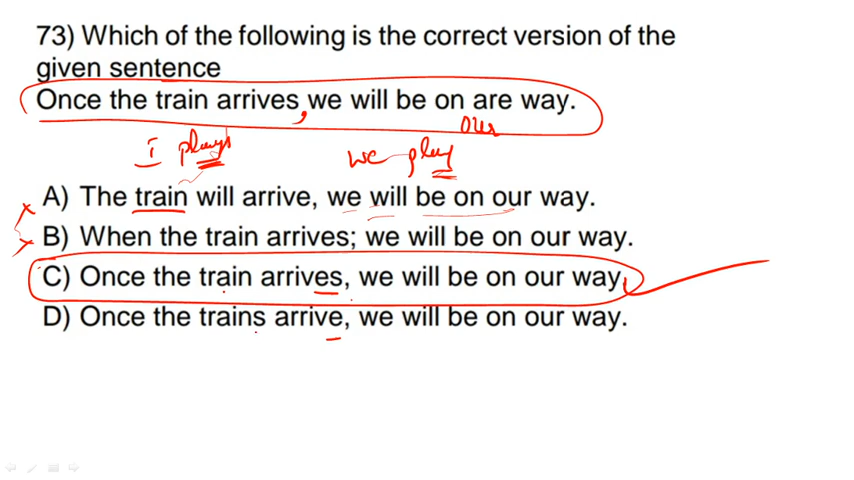 73) Which of the following is the correct version of the
given sentence
Once the train arrives, we will be on are way.
our
I plays
we play
A) The train will arrive, we will be on our way.
B) When the train arrives; we will be on our way.
C) Once the train arrives, we will be on our way.
D) Once the trains arrive, we will be on our way.